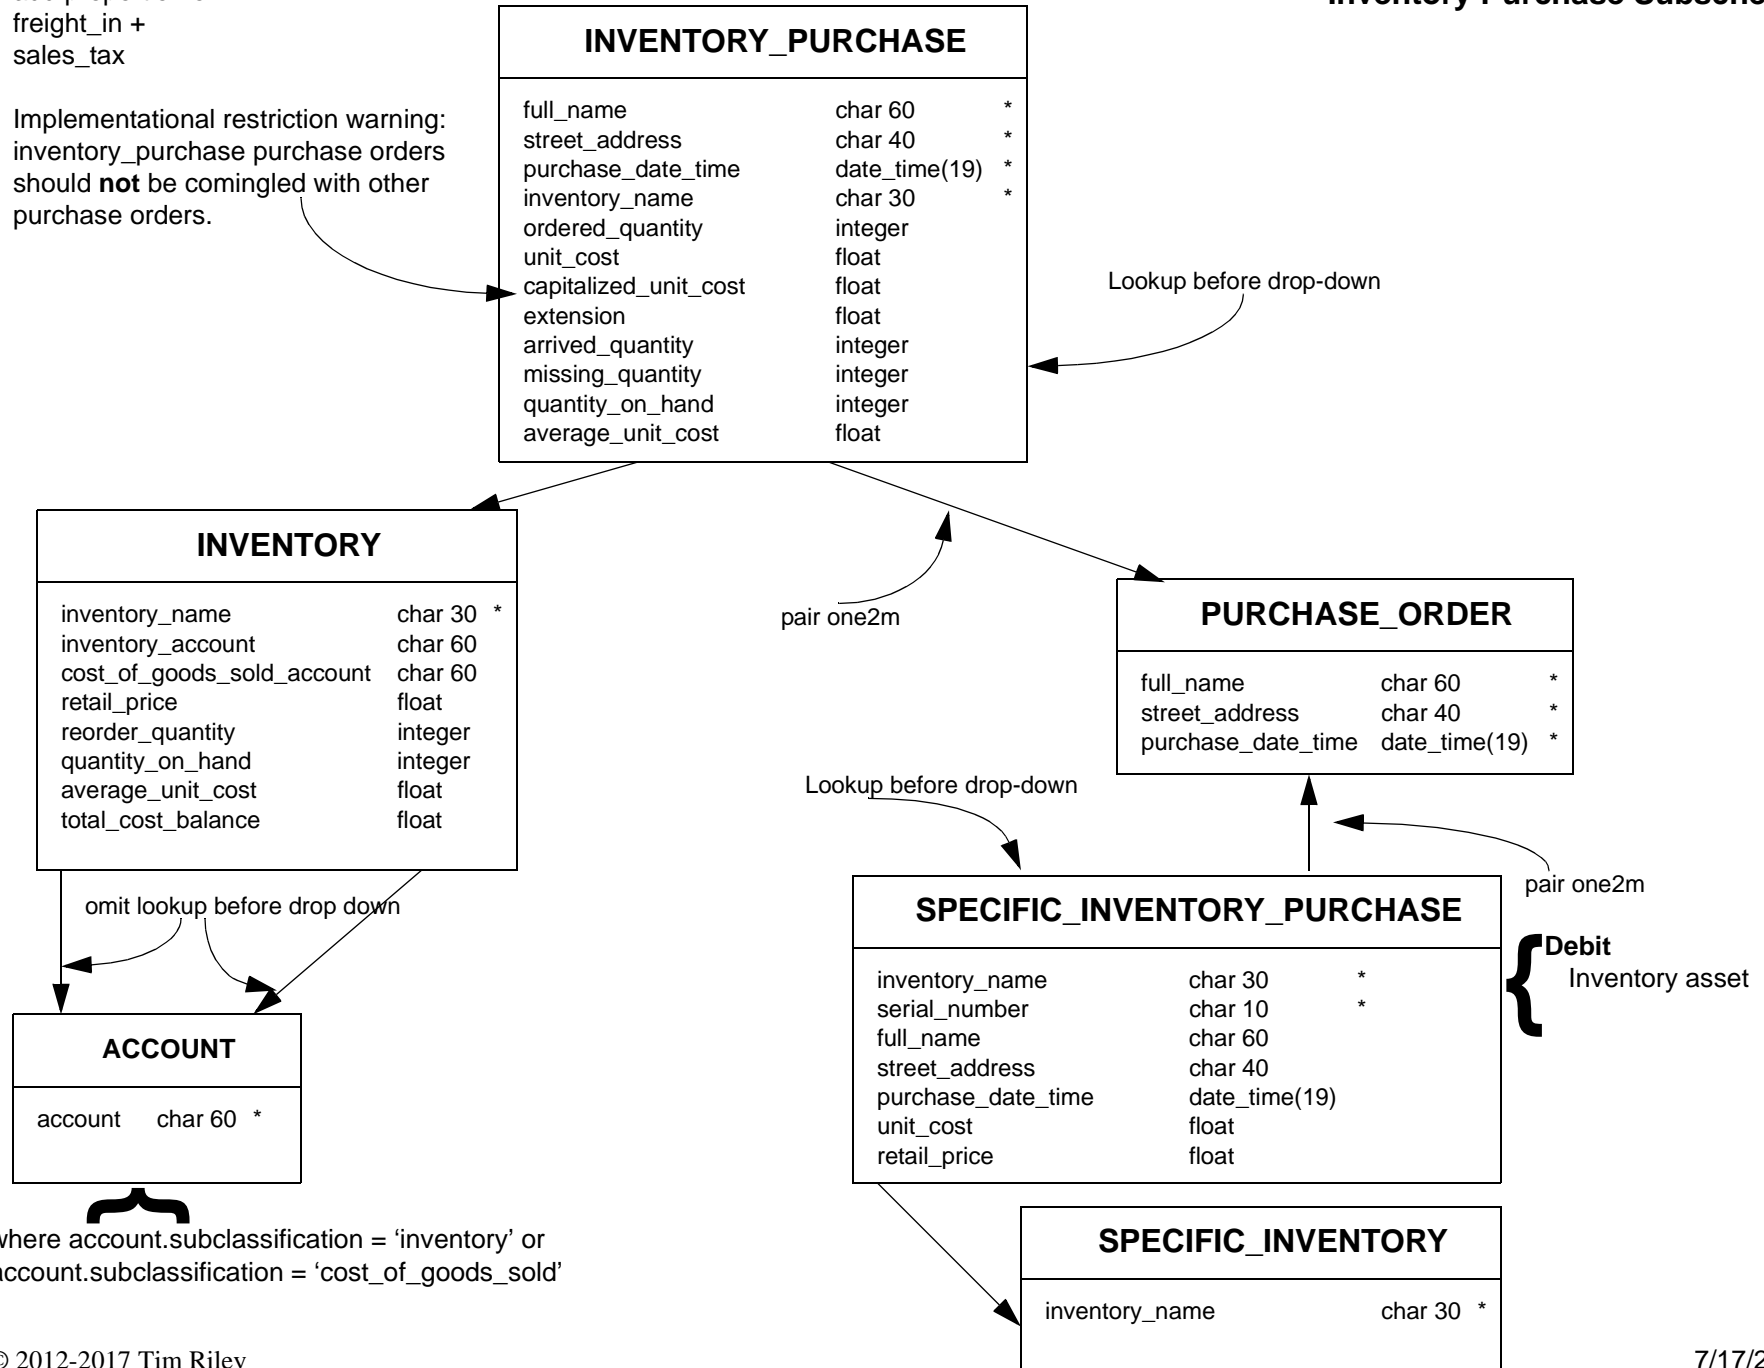 freight_in +
sales_tax
Implementational restriction warning:
inventory_purchase purchase orders
should not be comingled with other
purchase orders.
INVENTORY_PURCHASE
full_name char 60 *
street_address char 40 *
purchase_date_time date_time(19) *
inventory_name char 30 *
ordered_quantity integer
unit_cost float
capitalized_unit_cost float
extension float
arrived_quantity integer
missing_quantity integer
quantity_on_hand integer
average_unit_cost float
Lookup before drop-down
INVENTORY
inventory_name char 30 *
inventory_account char 60
cost_of_goods_sold_account char 60
retail_price float
reorder_quantity integer
quantity_on_hand integer
average_unit_cost float
total_cost_balance float
pair one2m
PURCHASE_ORDER
full_name char 60 *
street_address char 40 *
purchase_date_time date_time(19) *
Lookup before drop-down
pair one2m
omit lookup before drop down
SPECIFIC_INVENTORY_PURCHASE
inventory_name char 30 *
serial_number char 10 *
full_name char 60
street_address char 40
purchase_date_time date_time(19)
unit_cost float
retail_price float
{ Debit
Inventory asset
ACCOUNT
account char 60 *
{
where account.subclassification = ‘inventory’ or
account.subclassification = ‘cost_of_goods_sold’
SPECIFIC_INVENTORY
inventory_name char 30 *
© 2012-2017 Tim Riley
7/17/2